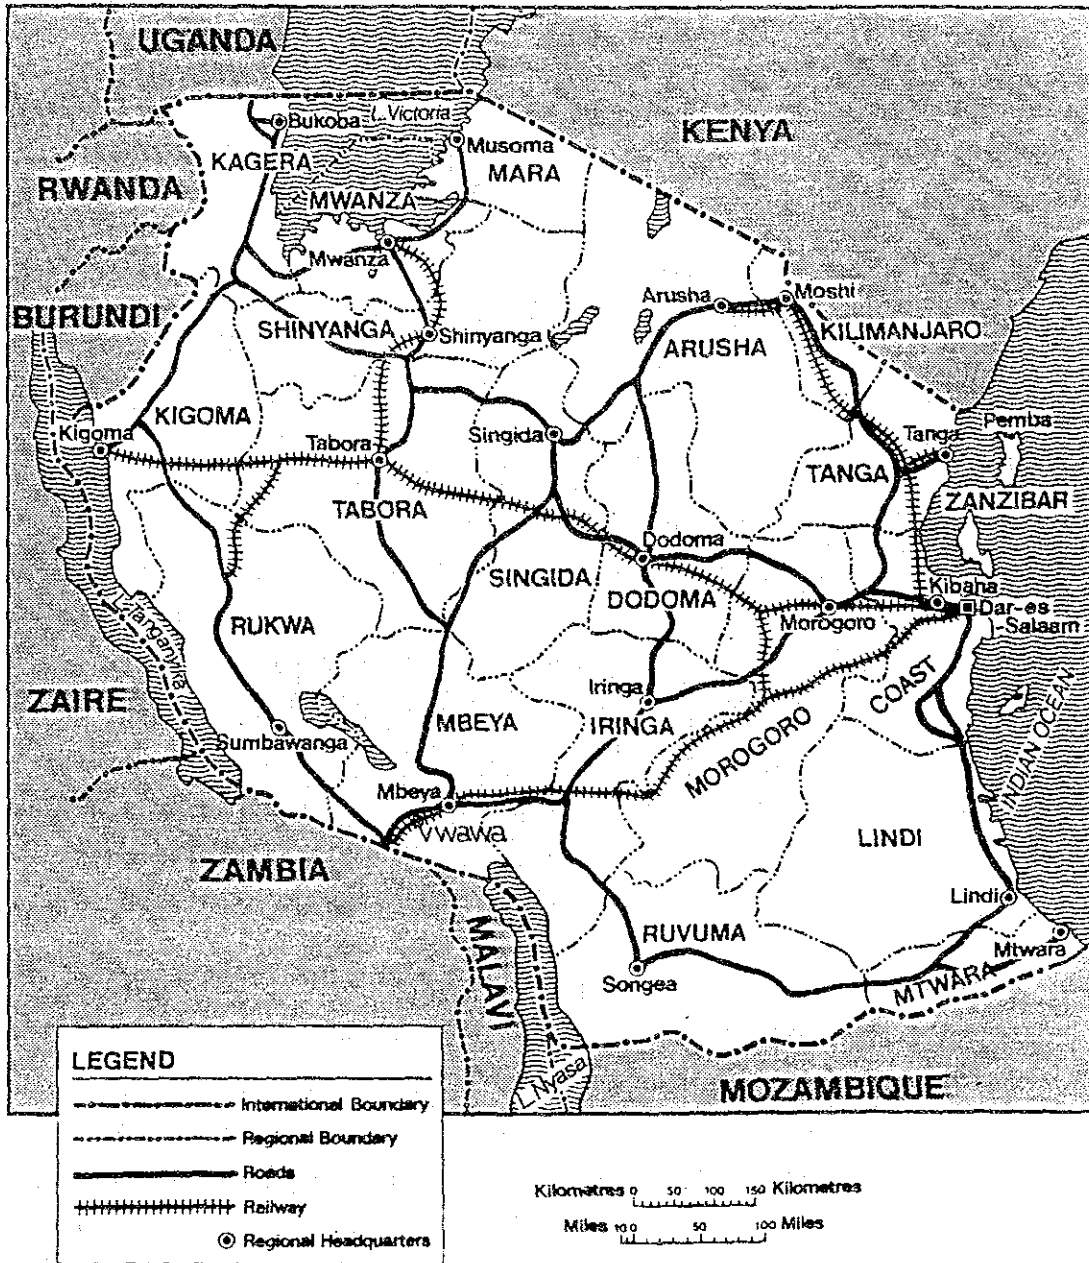 UGANDA
L. Victoria
Bukoba
Musoma
KENYA
KAGERA
MARA
RWANDA
MWANZA
Mwanza
BURUNDI
SHINYANGA
Shinyanga
Arusha
Moshi
KILIMANJARO
ARUSHA
KIGOMA
Kigoma
Tabora
Singida
Tanga
Pemba
TANGA
ZANZIBAR
TABORA
Dodoma
SINGIDA
DODOMA
Kibaha
Morogoro
Dar-es
-Salaam
L. Tanganyika
RUKWA
ZAIRE
Iringa
COAST
Sumbawanga
MBEYA
IRINGA
MOROGORO
INDIAN OCEAN
Mbeya
Vwawa
ZAMBIA
LINDI
Lindi
MALAVI
RUVUMA
Mtwara
Songea
MTWARA
L. Nyasa
MOZAMBIQUE
LEGEND
International Boundary
Regional Boundary
Roads
Railway
Regional Headquarters
Kilometres 0 50 100 150 Kilometres
Miles 10 0 50 100 Miles